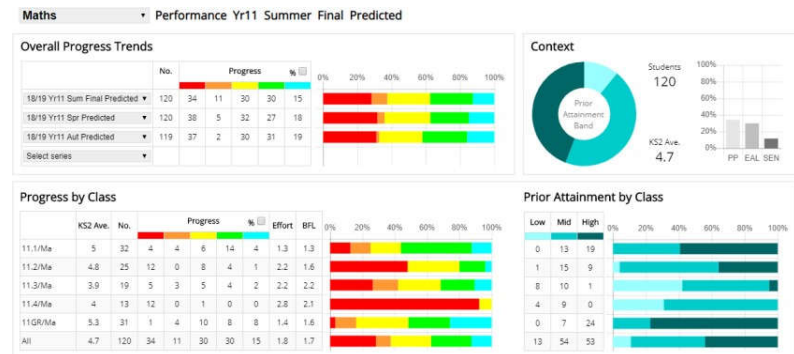 Maths ▾ Performance Yr11 Summer Final Predicted
Overall Progress Trends
No. Progress %
0% 20% 40% 60% 80% 100%
18/19 Yr11 Sum Final Predicted ▾ 120 34 11 30 30 15
18/19 Yr11 Spr Predicted ▾ 120 38 5 32 27 18
18/19 Yr11 Aut Predicted ▾ 119 37 2 30 31 19
Select series ▾
Context
Prior
Attainment
Band
Students
120
KS2 Ave.
4.7
100%
80%
60%
40%
20%
0%
PP EAL SEN
Progress by Class
KS2 Ave. No. Progress % Effort BFL
0% 20% 40% 60% 80% 100%
11.1/Ma 5 32 4 4 6 14 4 1.3 1.3
11.2/Ma 4.8 25 12 0 8 4 1 2.2 1.6
11.3/Ma 3.9 19 5 3 5 4 2 2.2 2.2
11.4/Ma 4 13 12 0 1 0 0 2.8 2.1
11GR/Ma 5.3 31 1 4 10 8 8 1.4 1.6
All 4.7 120 34 11 30 30 15 1.8 1.7
Prior Attainment by Class
Low Mid High
0% 20% 40% 60% 80% 100%
0 13 19
1 15 9
8 10 1
4 9 0
0 7 24
13 54 53